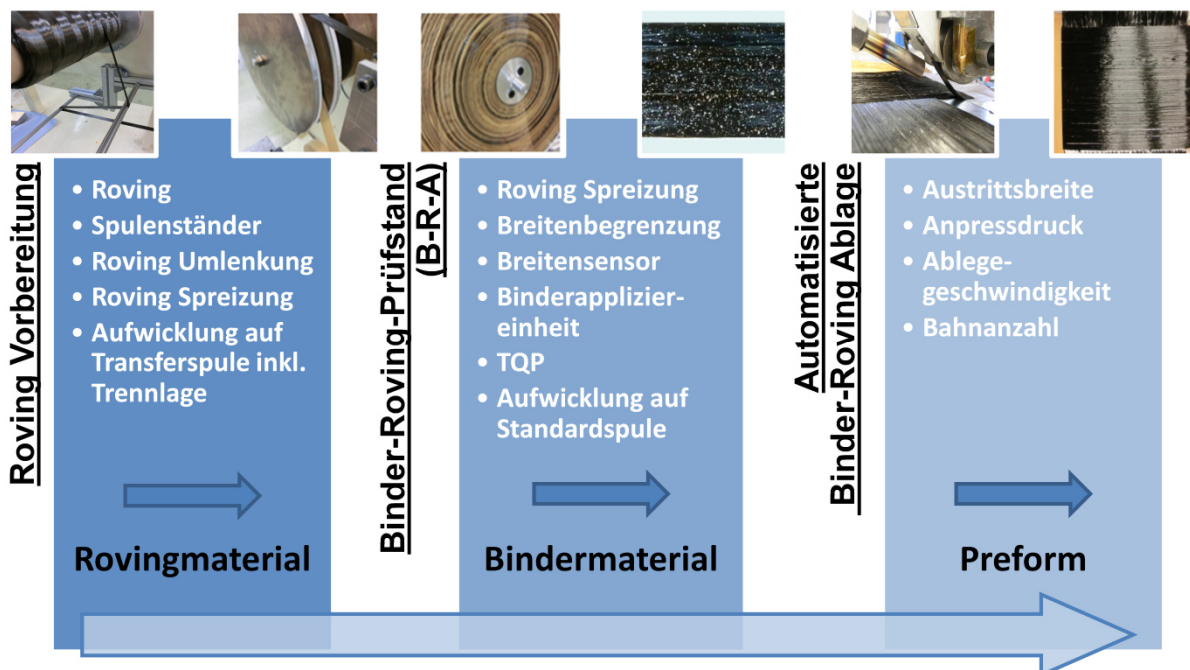 Roving Vorbereitung
• Roving
• Spulenständer
• Roving Umlenkung
• Roving Spreizung
• Aufwicklung auf
Transferspule inkl.
Trennlage
Rovingmaterial
Binder-Roving-Prüfstand
(B-R-A)
• Roving Spreizung
• Breitenbegrenzung
• Breitensensor
• Binderapplizier-
einheit
• TQP
• Aufwicklung auf
Standardspule
Bindermaterial
Automatisierte
Binder-Roving Ablage
• Austrittsbreite
• Anpressdruck
• Ablege-
geschwindigkeit
• Bahnanzahl
Preform